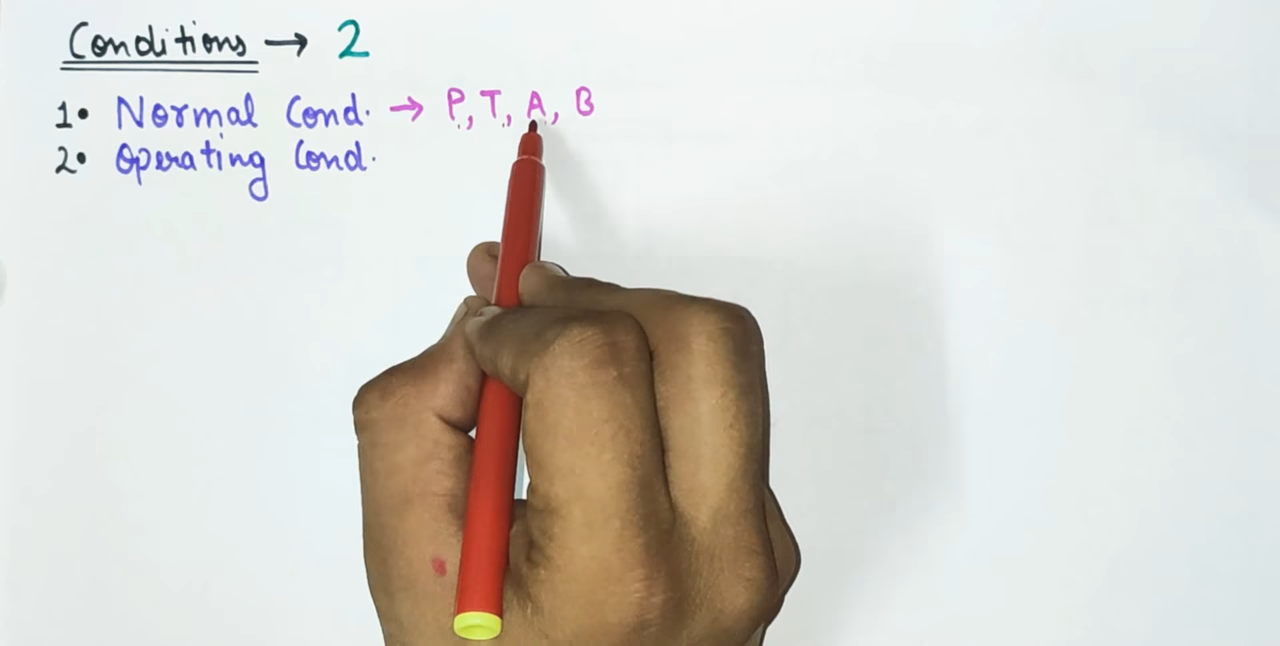 Conditions → 2
1• Normal Cond. → P, T, A, B
2• Operating Cond.